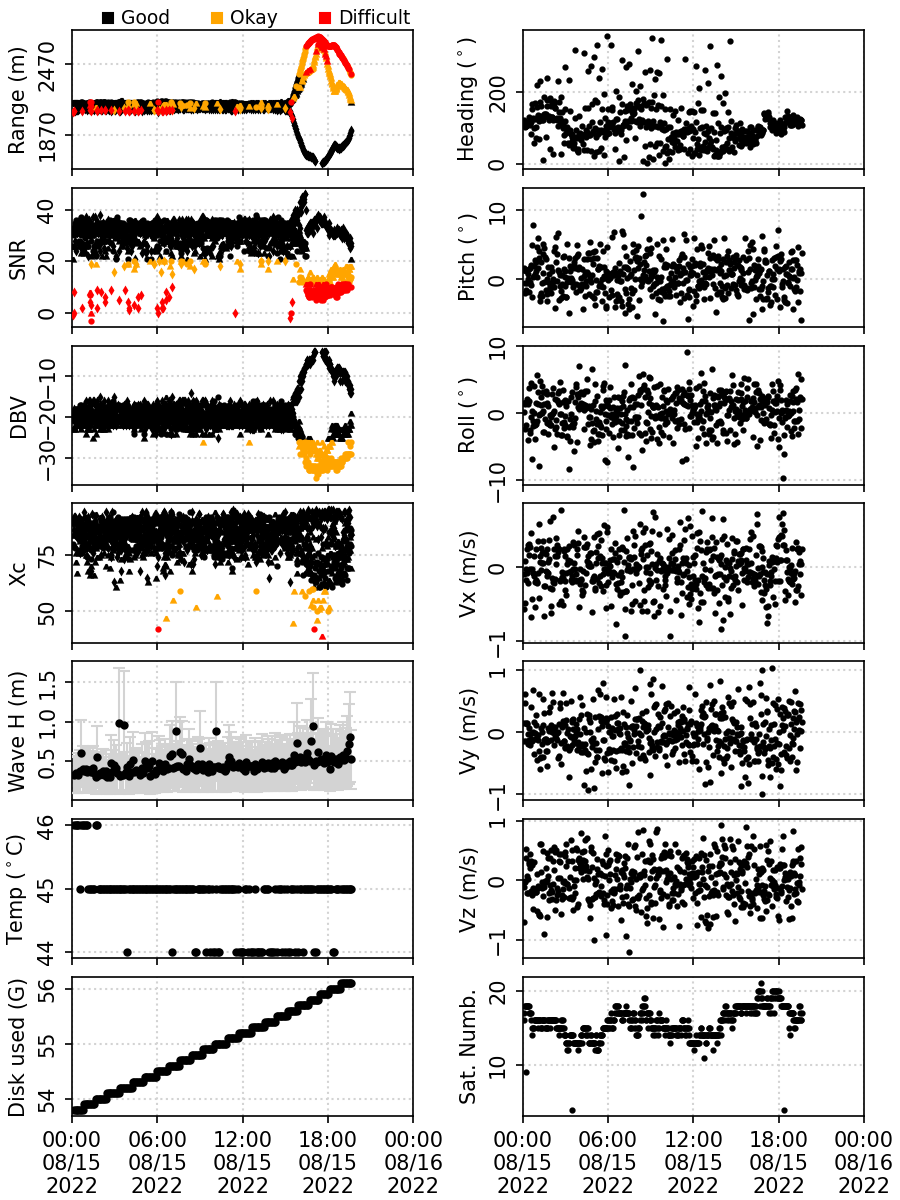 Good Okay Difficult
Range (m)
2470
1870
Heading (°)
200
0
SNR
40
20
0
Pitch (°)
10
0
DBV
−10
−20
−30
Roll (°)
10
0
−10
Xc
75
50
Vx (m/s)
0
−1
Wave H (m)
1.5
1.0
0.5
Vy (m/s)
1
0
−1
Temp (°C)
46
45
44
Vz (m/s)
1
0
−1
Disk used (G)
56
55
54
Sat. Numb.
20
10
00:00 06:00 12:00 18:00 00:00
08/15 08/15 08/15 08/15 08/16
2022 2022 2022 2022 2022
00:00 06:00 12:00 18:00 00:00
08/15 08/15 08/15 08/15 08/16
2022 2022 2022 2022 2022